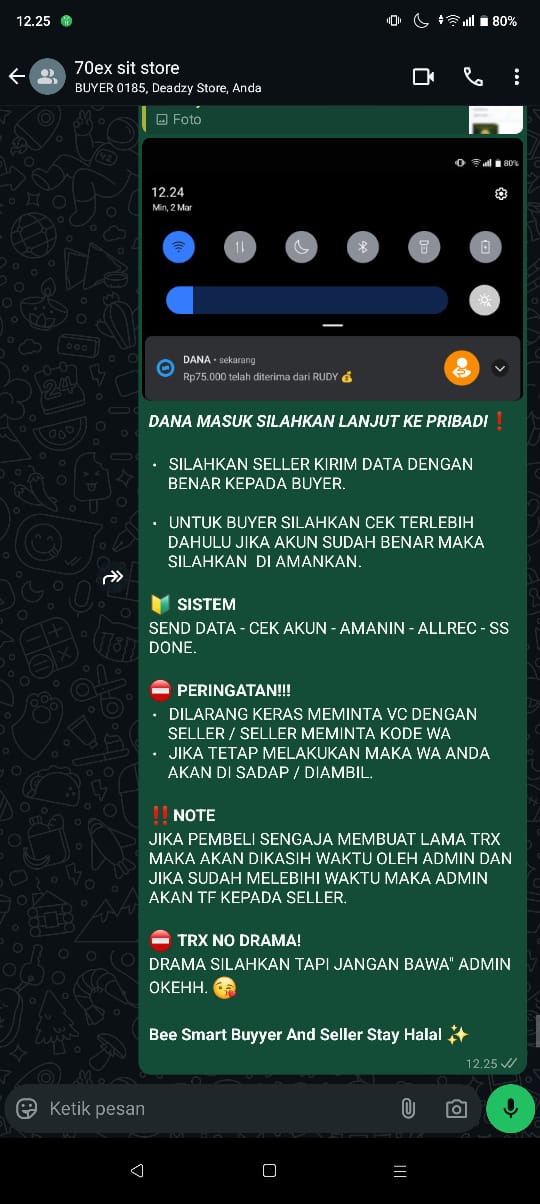 12.25
80%
70ex sit store
BUYER 0185, Deadzy Store, Anda
Foto
80%
12.24
Min, 2 Mar
DANA • sekarang
Rp75.000 telah diterima dari RUDY 💰
DANA MASUK SILAHKAN LANJUT KE PRIBADI❗
• SILAHKAN SELLER KIRIM DATA DENGAN
BENAR KEPADA BUYER.
• UNTUK BUYER SILAHKAN CEK TERLEBIH
DAHULU JIKA AKUN SUDAH BENAR MAKA
SILAHKAN DI AMANKAN.
🔰 SISTEM
SEND DATA - CEK AKUN - AMANIN - ALLREC - SS
DONE.
⛔ PERINGATAN!!!
• DILARANG KERAS MEMINTA VC DENGAN
SELLER / SELLER MEMINTA KODE WA
• JIKA TETAP MELAKUKAN MAKA WA ANDA
AKAN DI SADAP / DIAMBIL.
‼️ NOTE
JIKA PEMBELI SENGAJA MEMBUAT LAMA TRX
MAKA AKAN DIKASIH WAKTU OLEH ADMIN DAN
JIKA SUDAH MELEBIHI WAKTU MAKA ADMIN
AKAN TF KEPADA SELLER.
⛔ TRX NO DRAMA!
DRAMA SILAHKAN TAPI JANGAN BAWA" ADMIN
OKEHH. 😘
Bee Smart Buyyer And Seller Stay Halal ✨
12.25
Ketik pesan